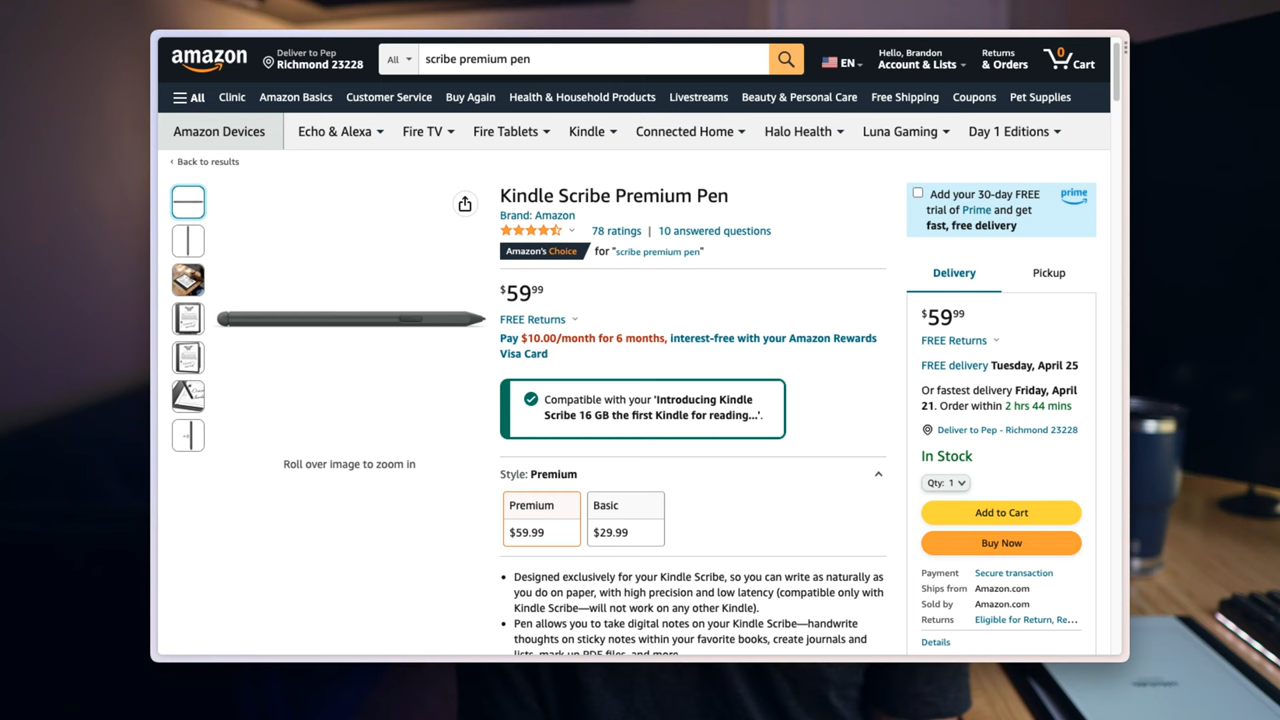 amazon
Deliver to Pep
Richmond 23228
All
scribe premium pen
EN
Hello, Brandon
Account & Lists
Returns
& Orders
0
Cart
All
Clinic
Amazon Basics
Customer Service
Buy Again
Health & Household Products
Livestreams
Beauty & Personal Care
Free Shipping
Coupons
Pet Supplies
Amazon Devices
Echo & Alexa
Fire TV
Fire Tablets
Kindle
Connected Home
Halo Health
Luna Gaming
Day 1 Editions
‹ Back to results
Roll over image to zoom in
Kindle Scribe Premium Pen
Brand: Amazon
78 ratings | 10 answered questions
Amazon's Choice for "scribe premium pen"
$5999
FREE Returns
Pay $10.00/month for 6 months, interest-free with your Amazon Rewards
Visa Card
Compatible with your 'Introducing Kindle
Scribe 16 GB the first Kindle for reading...'.
Style: Premium
Premium
$59.99
Basic
$29.99
• Designed exclusively for your Kindle Scribe, so you can write as naturally as
you do on paper, with high precision and low latency (compatible only with
Kindle Scribe—will not work on any other Kindle).
• Pen allows you to take digital notes on your Kindle Scribe—handwrite
thoughts on sticky notes within your favorite books, create journals and
lists, mark up PDF files, and more.
Add your 30-day FREE
trial of Prime and get
fast, free delivery
prime
Delivery
Pickup
$5999
FREE Returns
FREE delivery Tuesday, April 25
Or fastest delivery Friday, April
21. Order within 2 hrs 44 mins
Deliver to Pep - Richmond 23228
In Stock
Qty: 1
Add to Cart
Buy Now
Payment Secure transaction
Ships from Amazon.com
Sold by Amazon.com
Returns Eligible for Return, Re...
Details